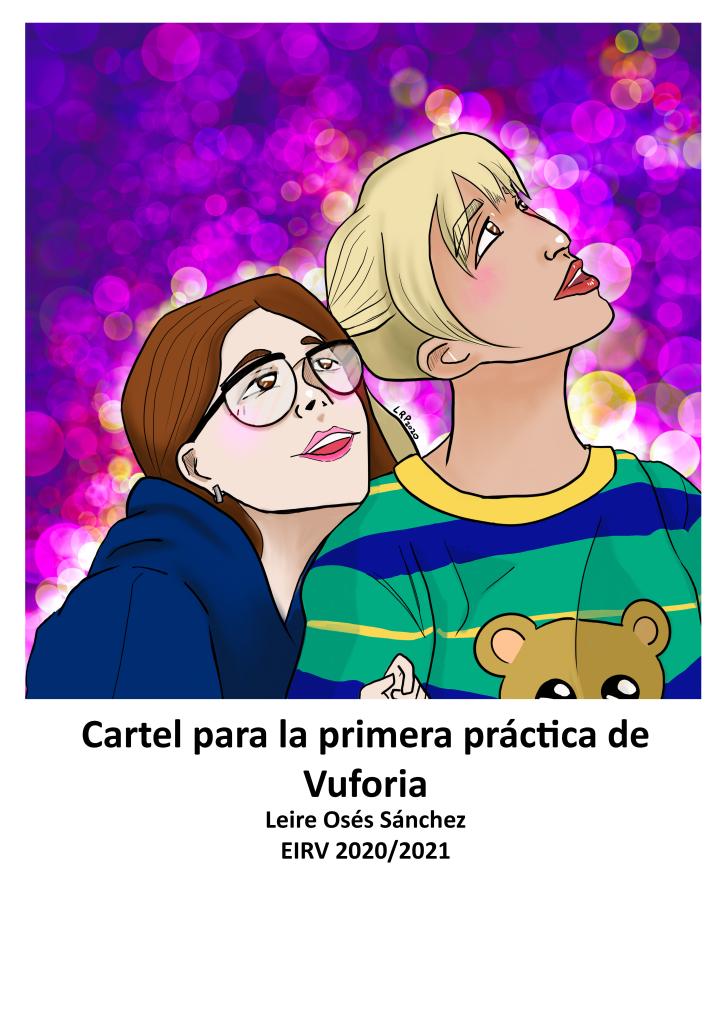 LRP2020
Cartel para la primera práctica de
Vuforia
Leire Osés Sánchez
EIRV 2020/2021